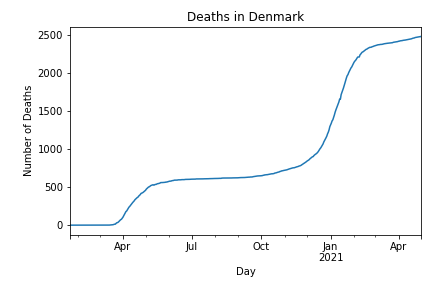 Deaths in Denmark
2500
2000
1500
1000
500
0
Number of Deaths
Apr
Jul
Oct
Jan
2021
Apr
Day